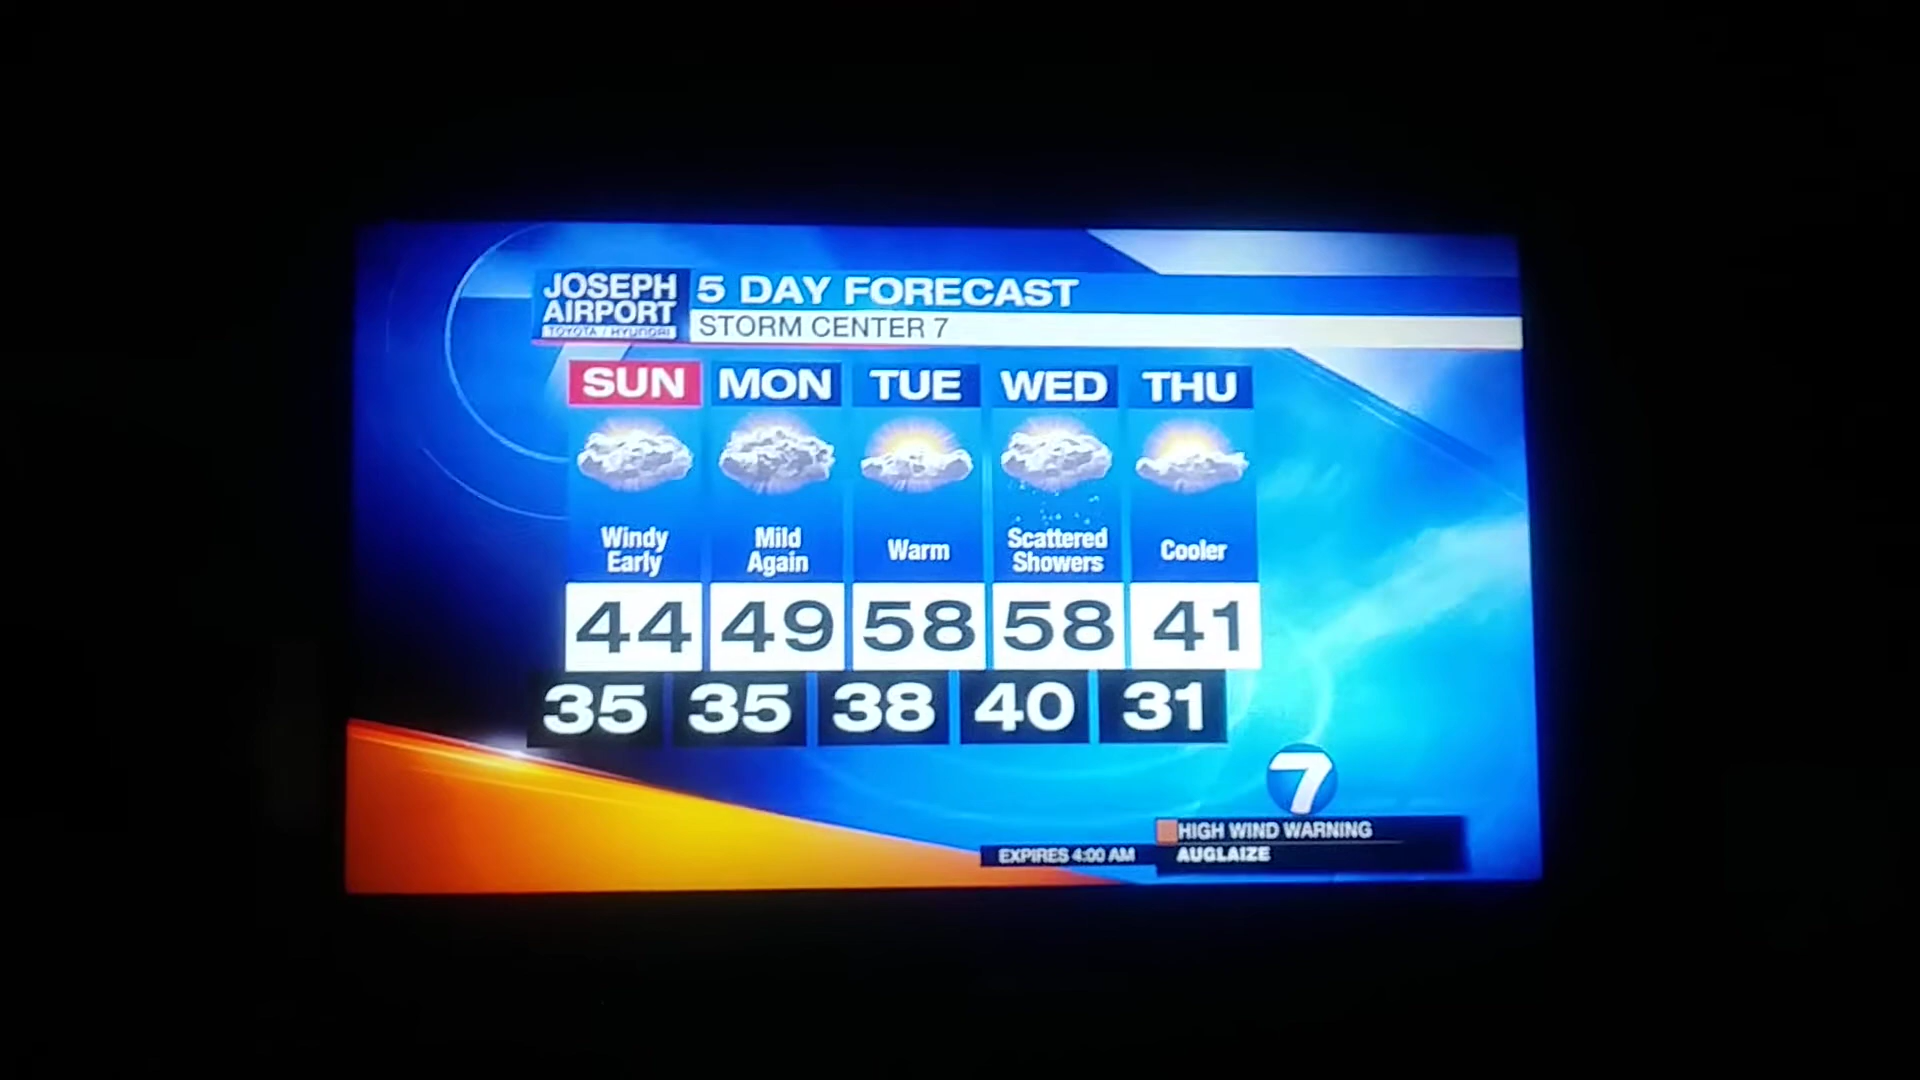 JOSEPH
AIRPORT
TOYOTA / HYUNDAI
5 DAY FORECAST
STORM CENTER 7
SUN MON TUE WED THU
Windy
Early
Mild
Again
Warm
Scattered
Showers
Cooler
44 49 58 58 41
35 35 38 40 31
7
HIGH WIND WARNING
EXPIRES 4:00 AM
AUGLAIZE